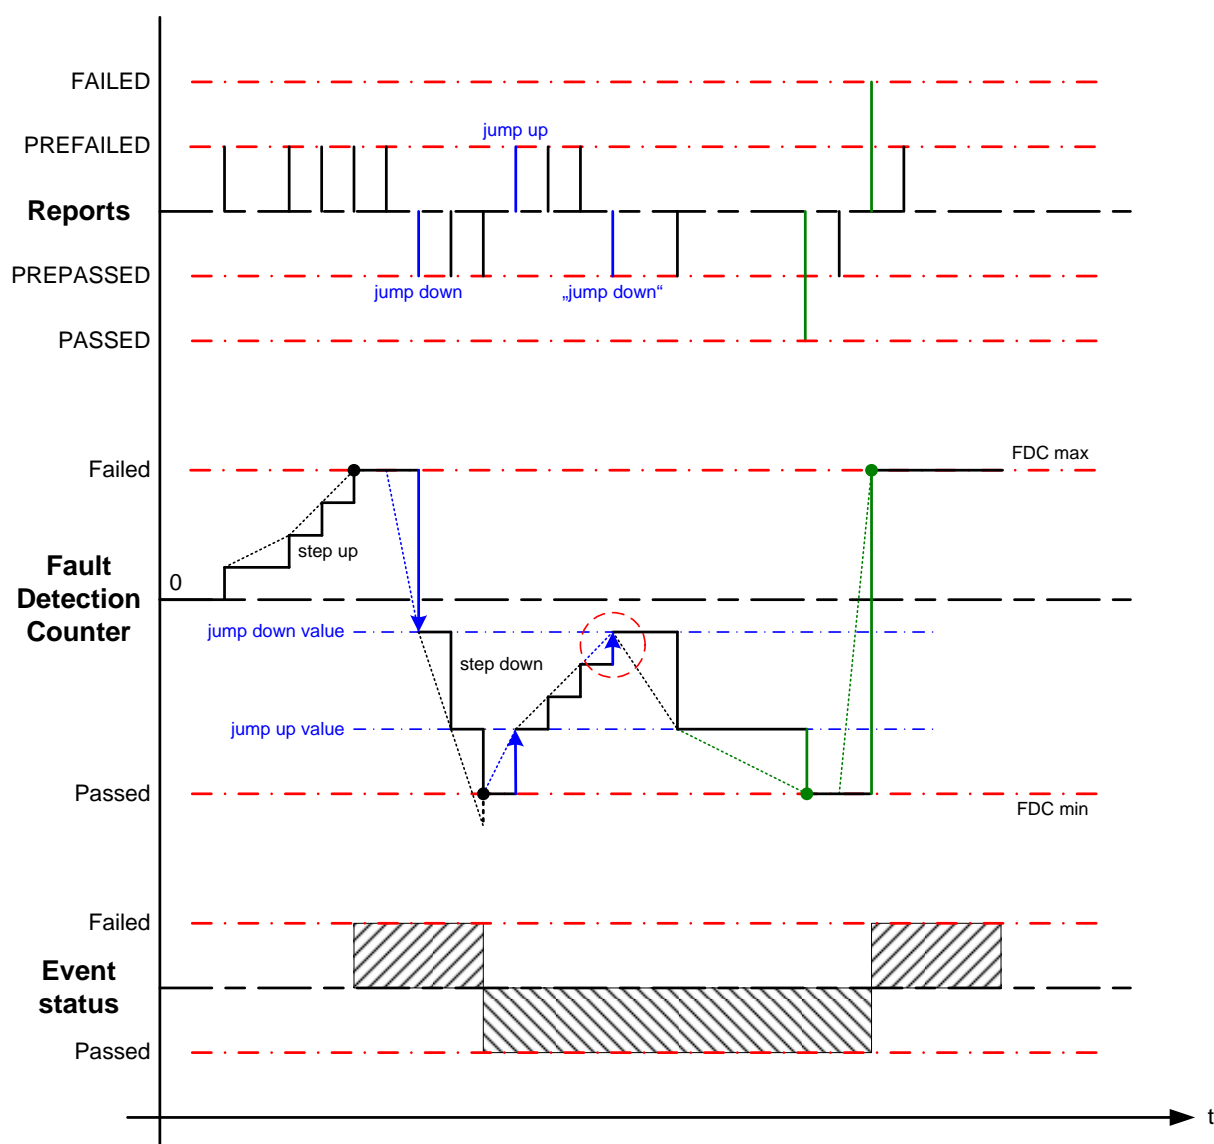 FAILED
PREFAILED
jump up
Reports
PREPASSED
jump down
„jump down“
PASSED
Failed
FDC max
step up
Fault
Detection
Counter
0
jump down value
step down
jump up value
Passed
FDC min
Failed
Event
status
Passed
t